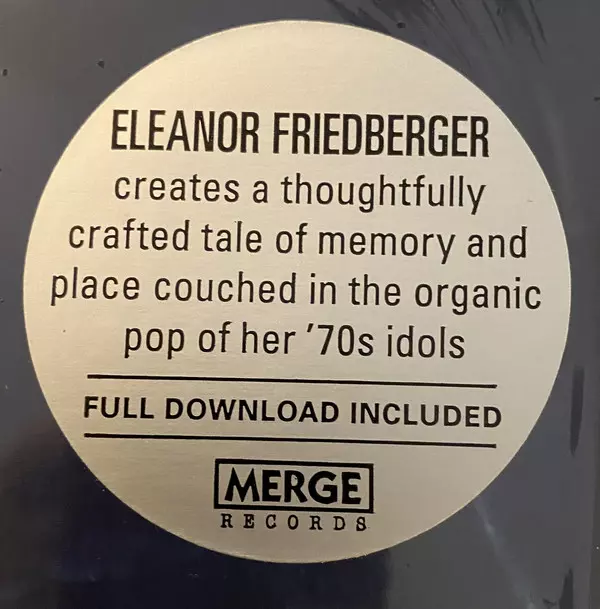 ELEANOR FRIEDBERGER
creates a thoughtfully
crafted tale of memory and
place couched in the organic
pop of her ’70s idols
FULL DOWNLOAD INCLUDED
MERGE
RECORDS